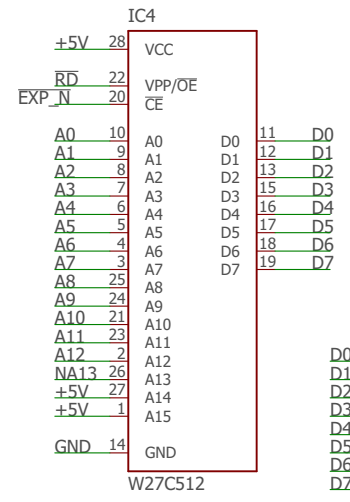 IC4
+5V 28 VCC
RD 22 VPP/OE
EXP_N 20 CE
A0 10 A0 D0 11 D0
A1 9 A1 D1 12 D1
A2 8 A2 D2 13 D2
A3 7 A3 D3 15 D3
A4 6 A4 D4 16 D4
A5 5 A5 D5 17 D5
A6 4 A6 D6 18 D6
A7 3 A7 D7 19 D7
A8 25 A8
A9 24 A9
A10 21 A10
A11 23 A11
A12 2 A12
NA13 26 A13
+5V 27 A14
+5V 1 A15
GND 14 GND
W27C512
D0
D1
D2
D3
D4
D5
D6
D7